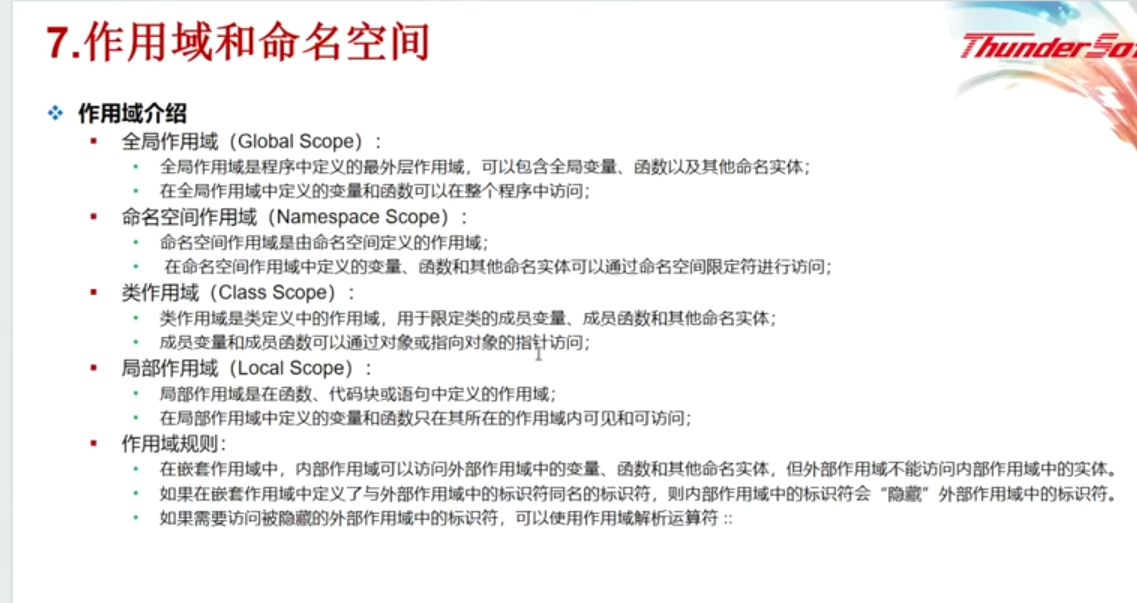 7.作用域和命名空间
ThunderSo
作用域介绍
全局作用域（Global Scope）:
全局作用域是程序中定义的最外层作用域，可以包含全局变量、函数以及其他命名实体;
在全局作用域中定义的变量和函数可以在整个程序中访问;
命名空间作用域（Namespace Scope）:
命名空间作用域是由命名空间定义的作用域;
在命名空间作用域中定义的变量、函数和其他命名实体可以通过命名空间限定符进行访问;
类作用域（Class Scope）:
类作用域是类定义中的作用域，用于限定类的成员变量、成员函数和其他命名实体;
成员变量和成员函数可以通过对象或指向对象的指针访问;
局部作用域（Local Scope）:
局部作用域是在函数、代码块或语句中定义的作用域;
在局部作用域中定义的变量和函数只在其所在的作用域内可见和可访问;
作用域规则:
在嵌套作用域中，内部作用域可以访问外部作用域中的变量、函数和其他命名实体，但外部作用域不能访问内部作用域中的实体。
如果在嵌套作用域中定义了与外部作用域中的标识符同名的标识符，则内部作用域中的标识符会“隐藏”外部作用域中的标识符。
如果需要访问被隐藏的外部作用域中的标识符，可以使用作用域解析运算符 ::